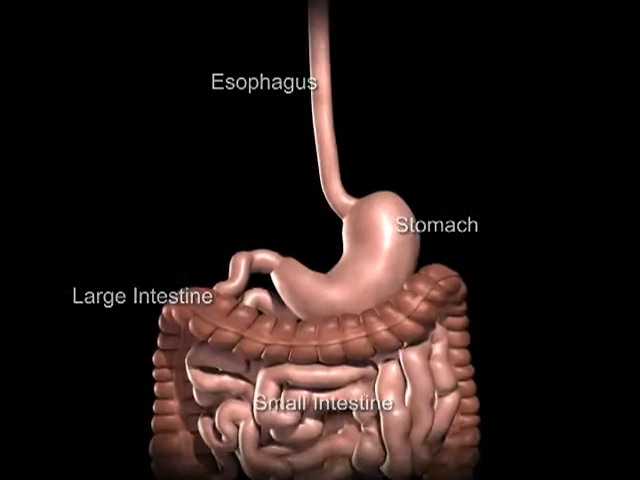 Esophagus
Stomach
Large Intestine
Small Intestine